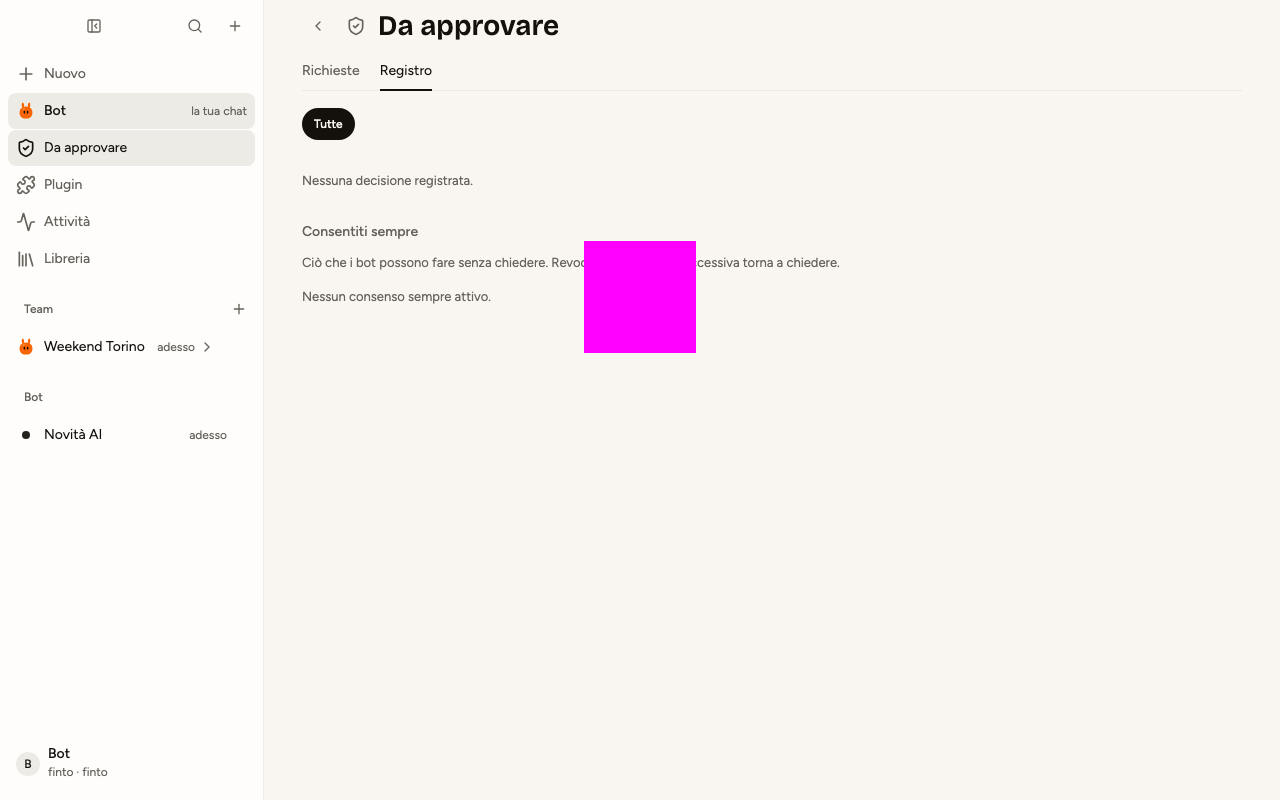 Da approvare
Nuovo
Richieste
Registro
Bot
la tua chat
Tutte
Da approvare
Plugin
Nessuna decisione registrata.
Attività
Consentiti sempre
Libreria
Ciò che i bot possono fare senza chiedere. torna a chiedere.
Nessun consenso sempre attivo.
Team
Weekend Torino
adesso
Bot
Novità AI
adesso
B
Bot
finto · finto